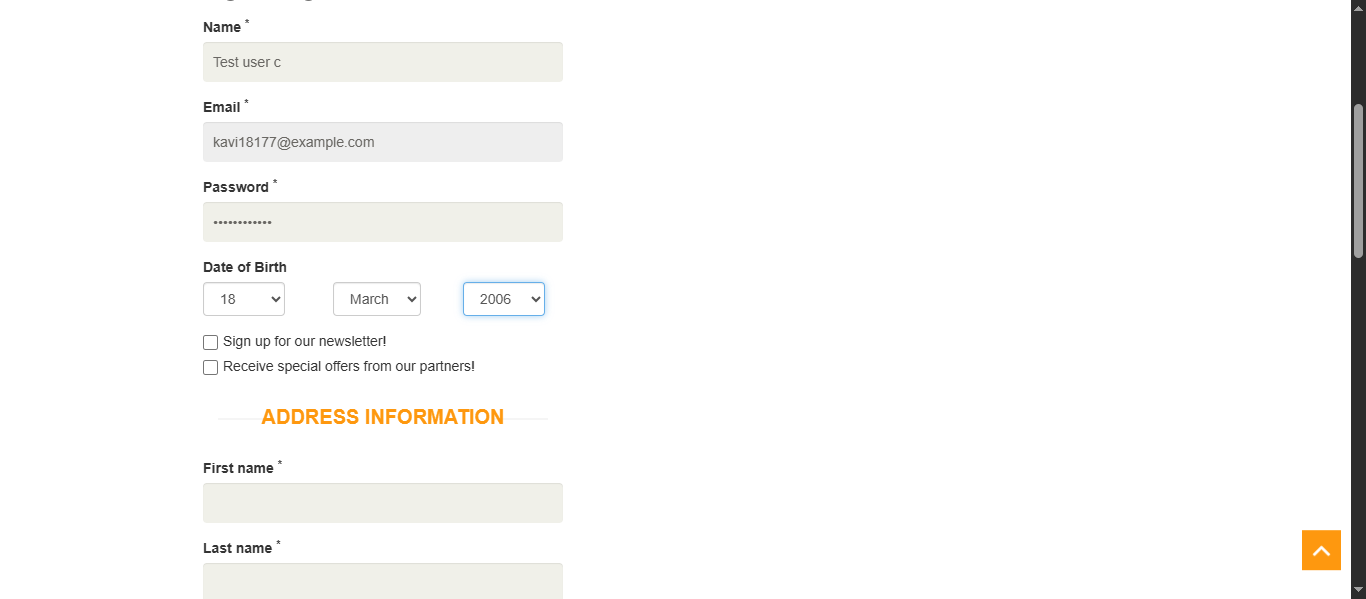 Name *
Test user c
Email *
kavi18177@example.com
Password *
••••••••••••
Date of Birth
18 March 2006
Sign up for our newsletter!
Receive special offers from our partners!
ADDRESS INFORMATION
First name *
Last name *